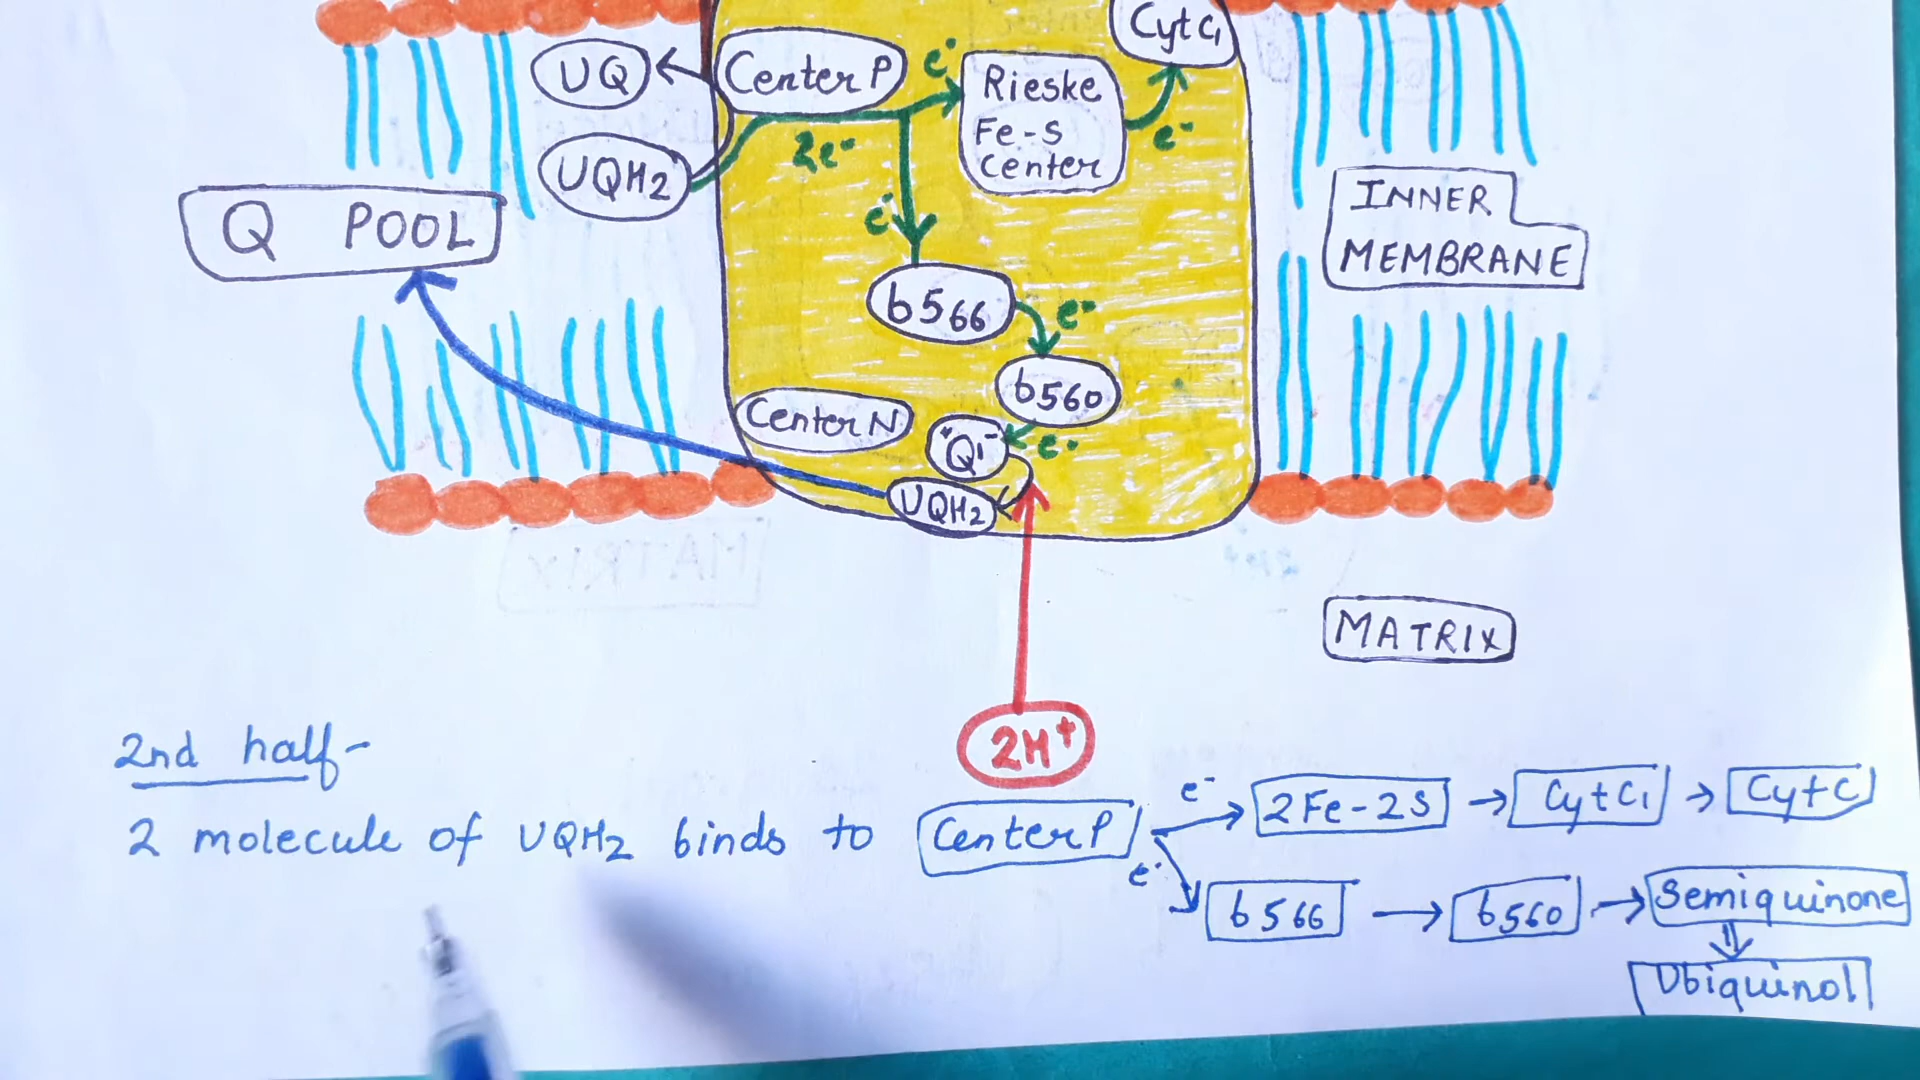 Cyt C1
UQ
Center P
e-
Rieske
Fe-S
Center
2e-
e-
UQH2
Q POOL
INNER
MEMBRANE
e-
b566
e-
b560
Center N
"Q1-
e-
UQH2
MATRIX
2H+
2nd half-
2 molecule of UQH2 binds to Center P
e-
2Fe-2S → Cyt C1 → Cyt C
e-
b566 → b560 → Semiquinone
Ubiquinol